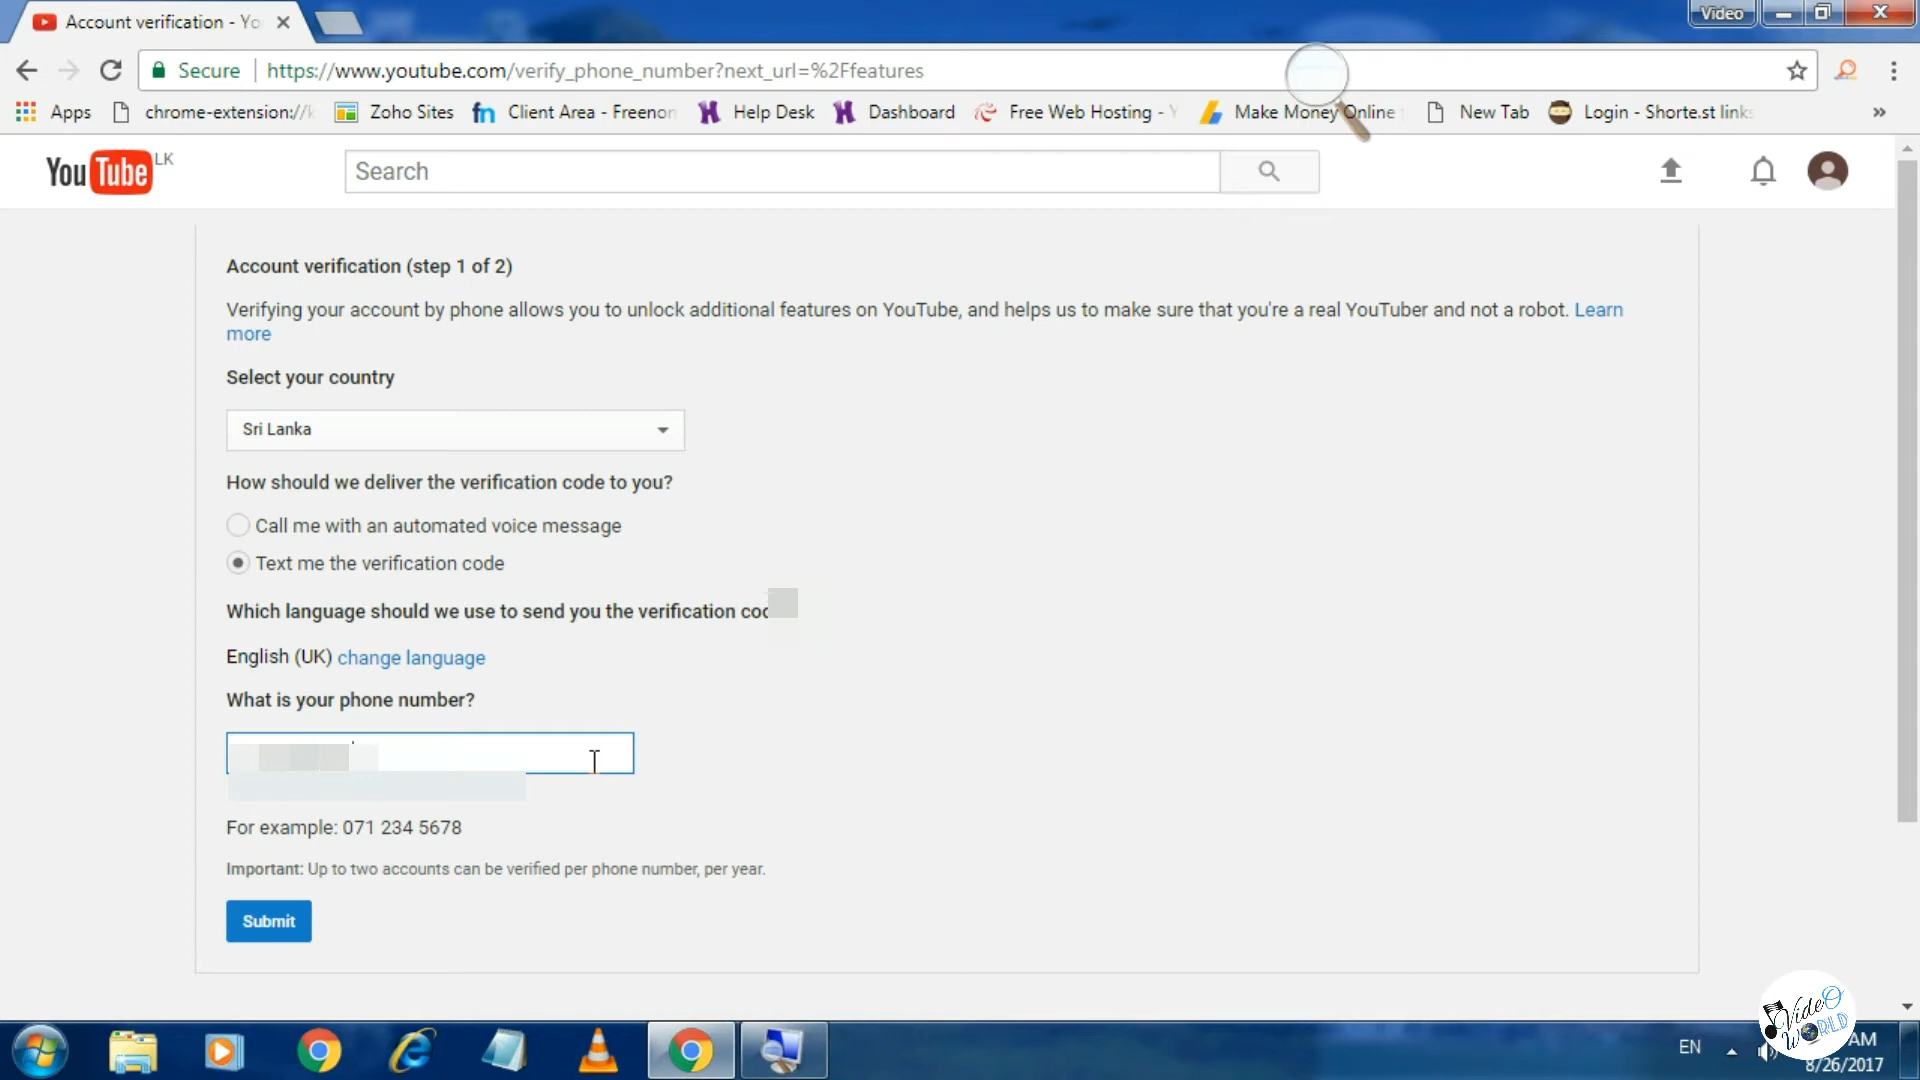 Account verification - Yo
Video
Secure https://www.youtube.com/verify_phone_number?next_url=%2Ffeatures
Apps chrome-extension://k Zoho Sites fn Client Area - Freenom Help Desk Dashboard Free Web Hosting - Y Make Money Online New Tab Login - Shorte.st links »
YouTube LK
Search
Account verification (step 1 of 2)
Verifying your account by phone allows you to unlock additional features on YouTube, and helps us to make sure that you're a real YouTuber and not a robot. Learn
more
Select your country
Sri Lanka
How should we deliver the verification code to you?
Call me with an automated voice message
Text me the verification code
Which language should we use to send you the verification
English (UK) change language
What is your phone number?
For example: 071 234 5678
Important: Up to two accounts can be verified per phone number, per year.
Submit
VideO
WORLD
EN
AM
8/26/2017